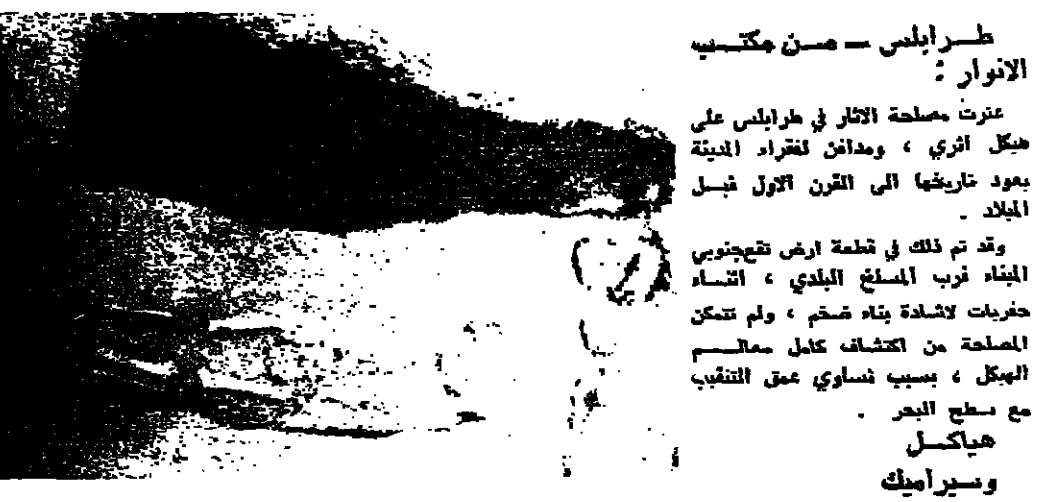 طرابلس — من مكتب
الانوار :
عثرت مصلحة الاثار في طرابلس على
هيكل أثري ، ومدافن لفقراء المدينة
يعود تاريخها الى القرن الاول قبل
الميلاد .
وقد تم ذلك في قطعة ارض تقع جنوبي
الميناء قرب المسلخ البلدي ، اثناء
حفريات لاشادة بناء ضخم ، ولم تتمكن
المصلحة من اكتشاف كامل معالم
الهيكل ، بسبب تساوي عمق التنقيب
مع سطح البحر .
هياكل
وسيراميك